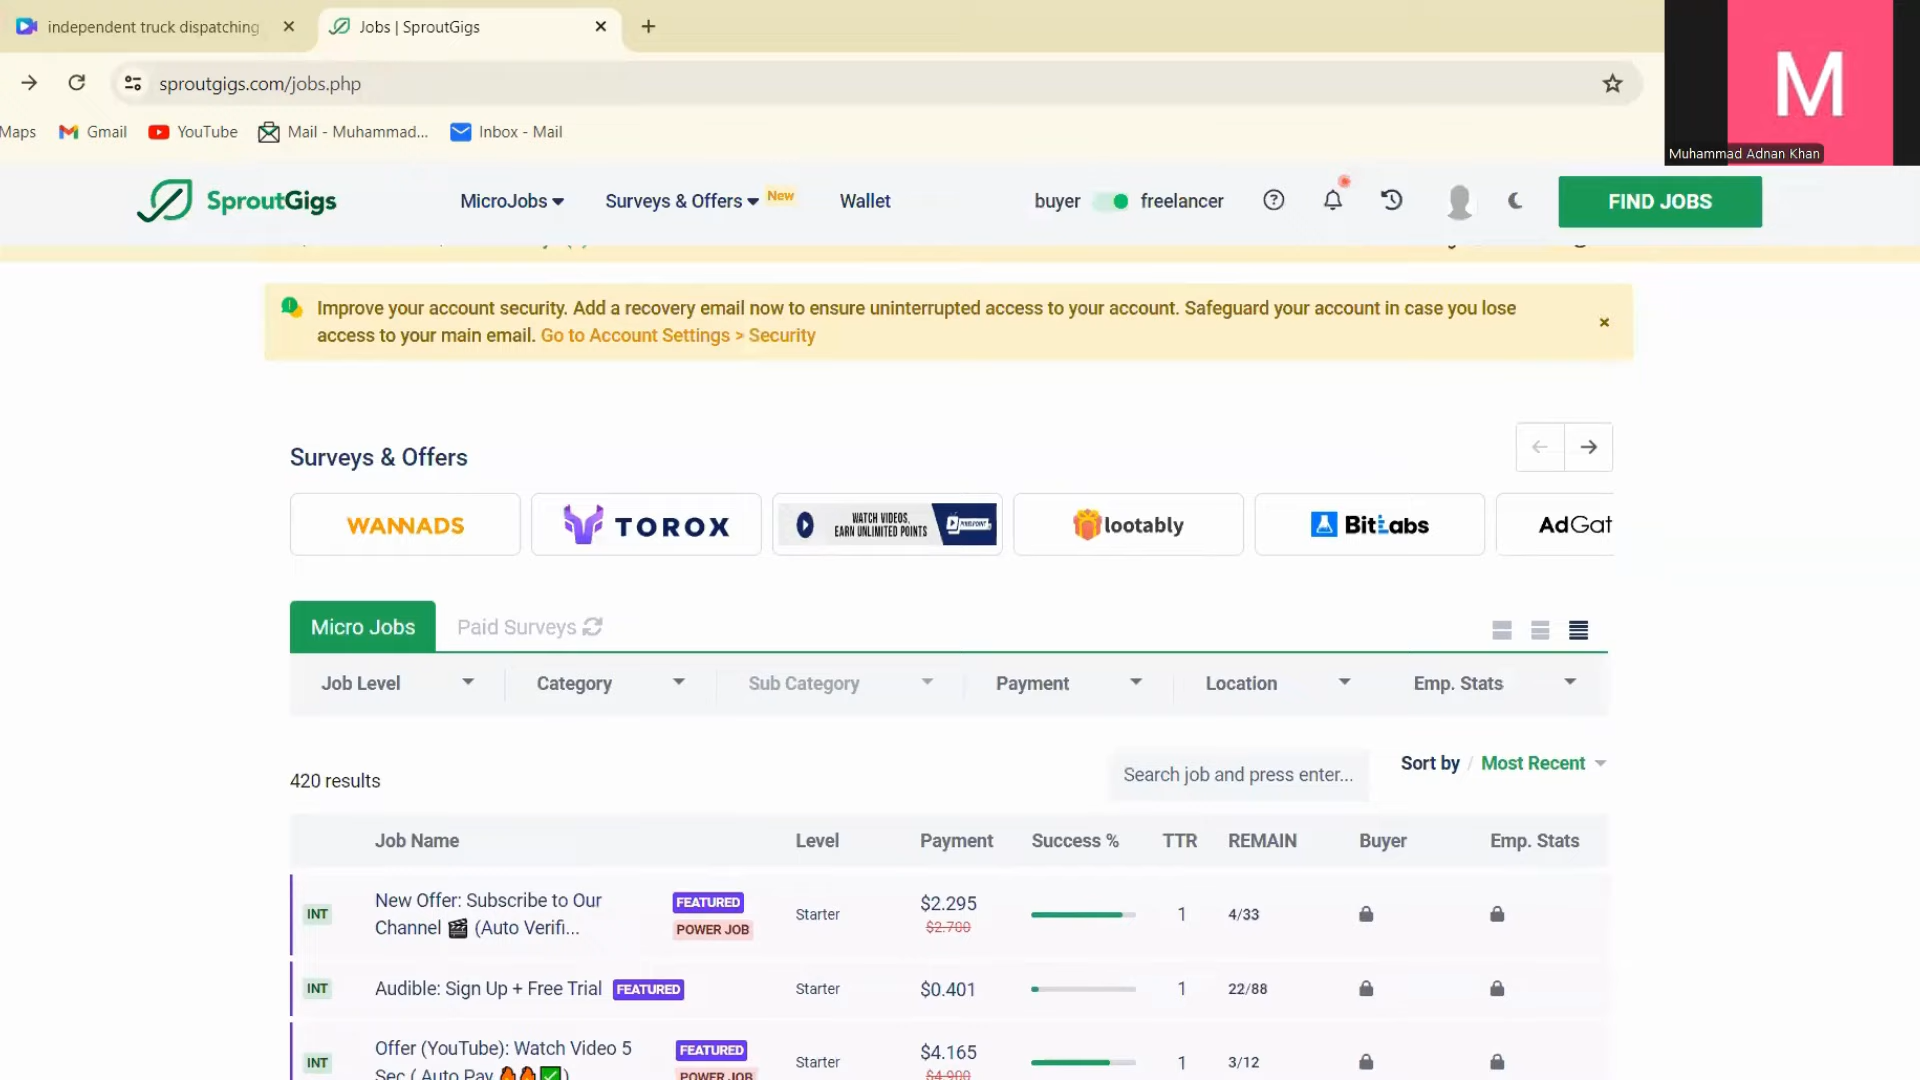 independent truck dispatching
Jobs | SproutGigs
sproutgigs.com/jobs.php
Maps
Gmail
YouTube
Mail - Muhammad...
Inbox - Mail
M
Muhammad Adnan Khan
SproutGigs
MicroJobs
Surveys & Offers
New
Wallet
buyer
freelancer
FIND JOBS
Improve your account security. Add a recovery email now to ensure uninterrupted access to your account. Safeguard your account in case you lose
access to your main email. Go to Account Settings > Security
Surveys & Offers
WANNADS
TOROX
WATCH VIDEOS,
EARN UNLIMITED POINTS
lootably
BitLabs
AdGat
Micro Jobs
Paid Surveys
Job Level
Category
Sub Category
Payment
Location
Emp. Stats
420 results
Search job and press enter...
Sort by / Most Recent
Job Name
Level
Payment
Success %
TTR
REMAIN
Buyer
Emp. Stats
INT
New Offer: Subscribe to Our
Channel 🎬 (Auto Verifi...
FEATURED
POWER JOB
Starter
$2.295
$2.700
1
4/33
INT
Audible: Sign Up + Free Trial
FEATURED
Starter
$0.401
1
22/88
INT
Offer (YouTube): Watch Video 5
Sec ( Auto Pay 🔥🔥✅)
FEATURED
POWER JOB
Starter
$4.165
$4.900
1
3/12